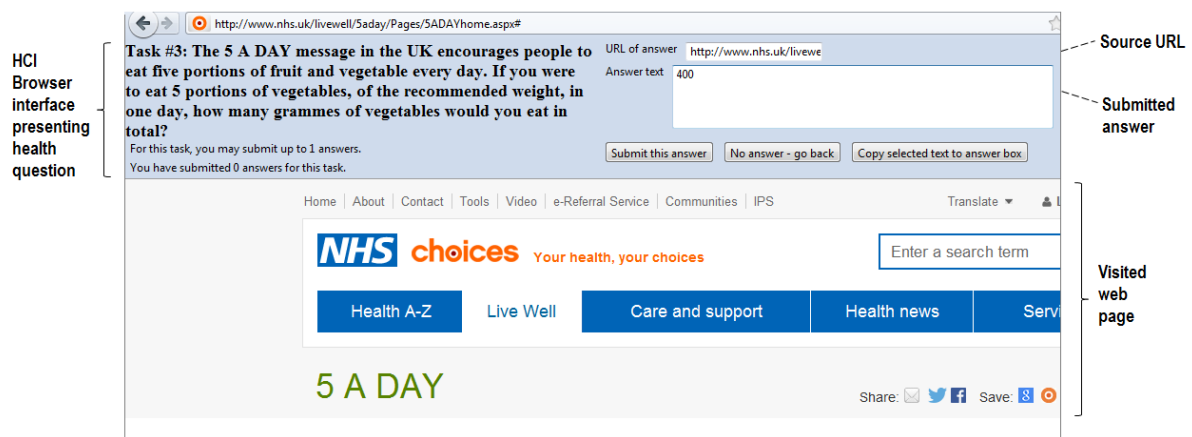 http://www.nhs.uk/livewell/5aday/Pages/5ADAYhome.aspx#
HCI
Browser
interface
presenting
health
question
Task #3: The 5 A DAY message in the UK encourages people to
eat five portions of fruit and vegetable every day. If you were
to eat 5 portions of vegetables, of the recommended weight, in
one day, how many grammes of vegetables would you eat in
total?
For this task, you may submit up to 1 answers.
You have submitted 0 answers for this task.
URL of answer http://www.nhs.uk/livewe
Answer text 400
Submit this answer No answer - go back Copy selected text to answer box
Source URL
Submitted
answer
Home About Contact Tools Video e-Referral Service Communities IPS Translate
NHS choices Your health, your choices
Enter a search term
Health A-Z Live Well Care and support Health news Servi
Visited
web
page
5 A DAY
Share: Save: 8